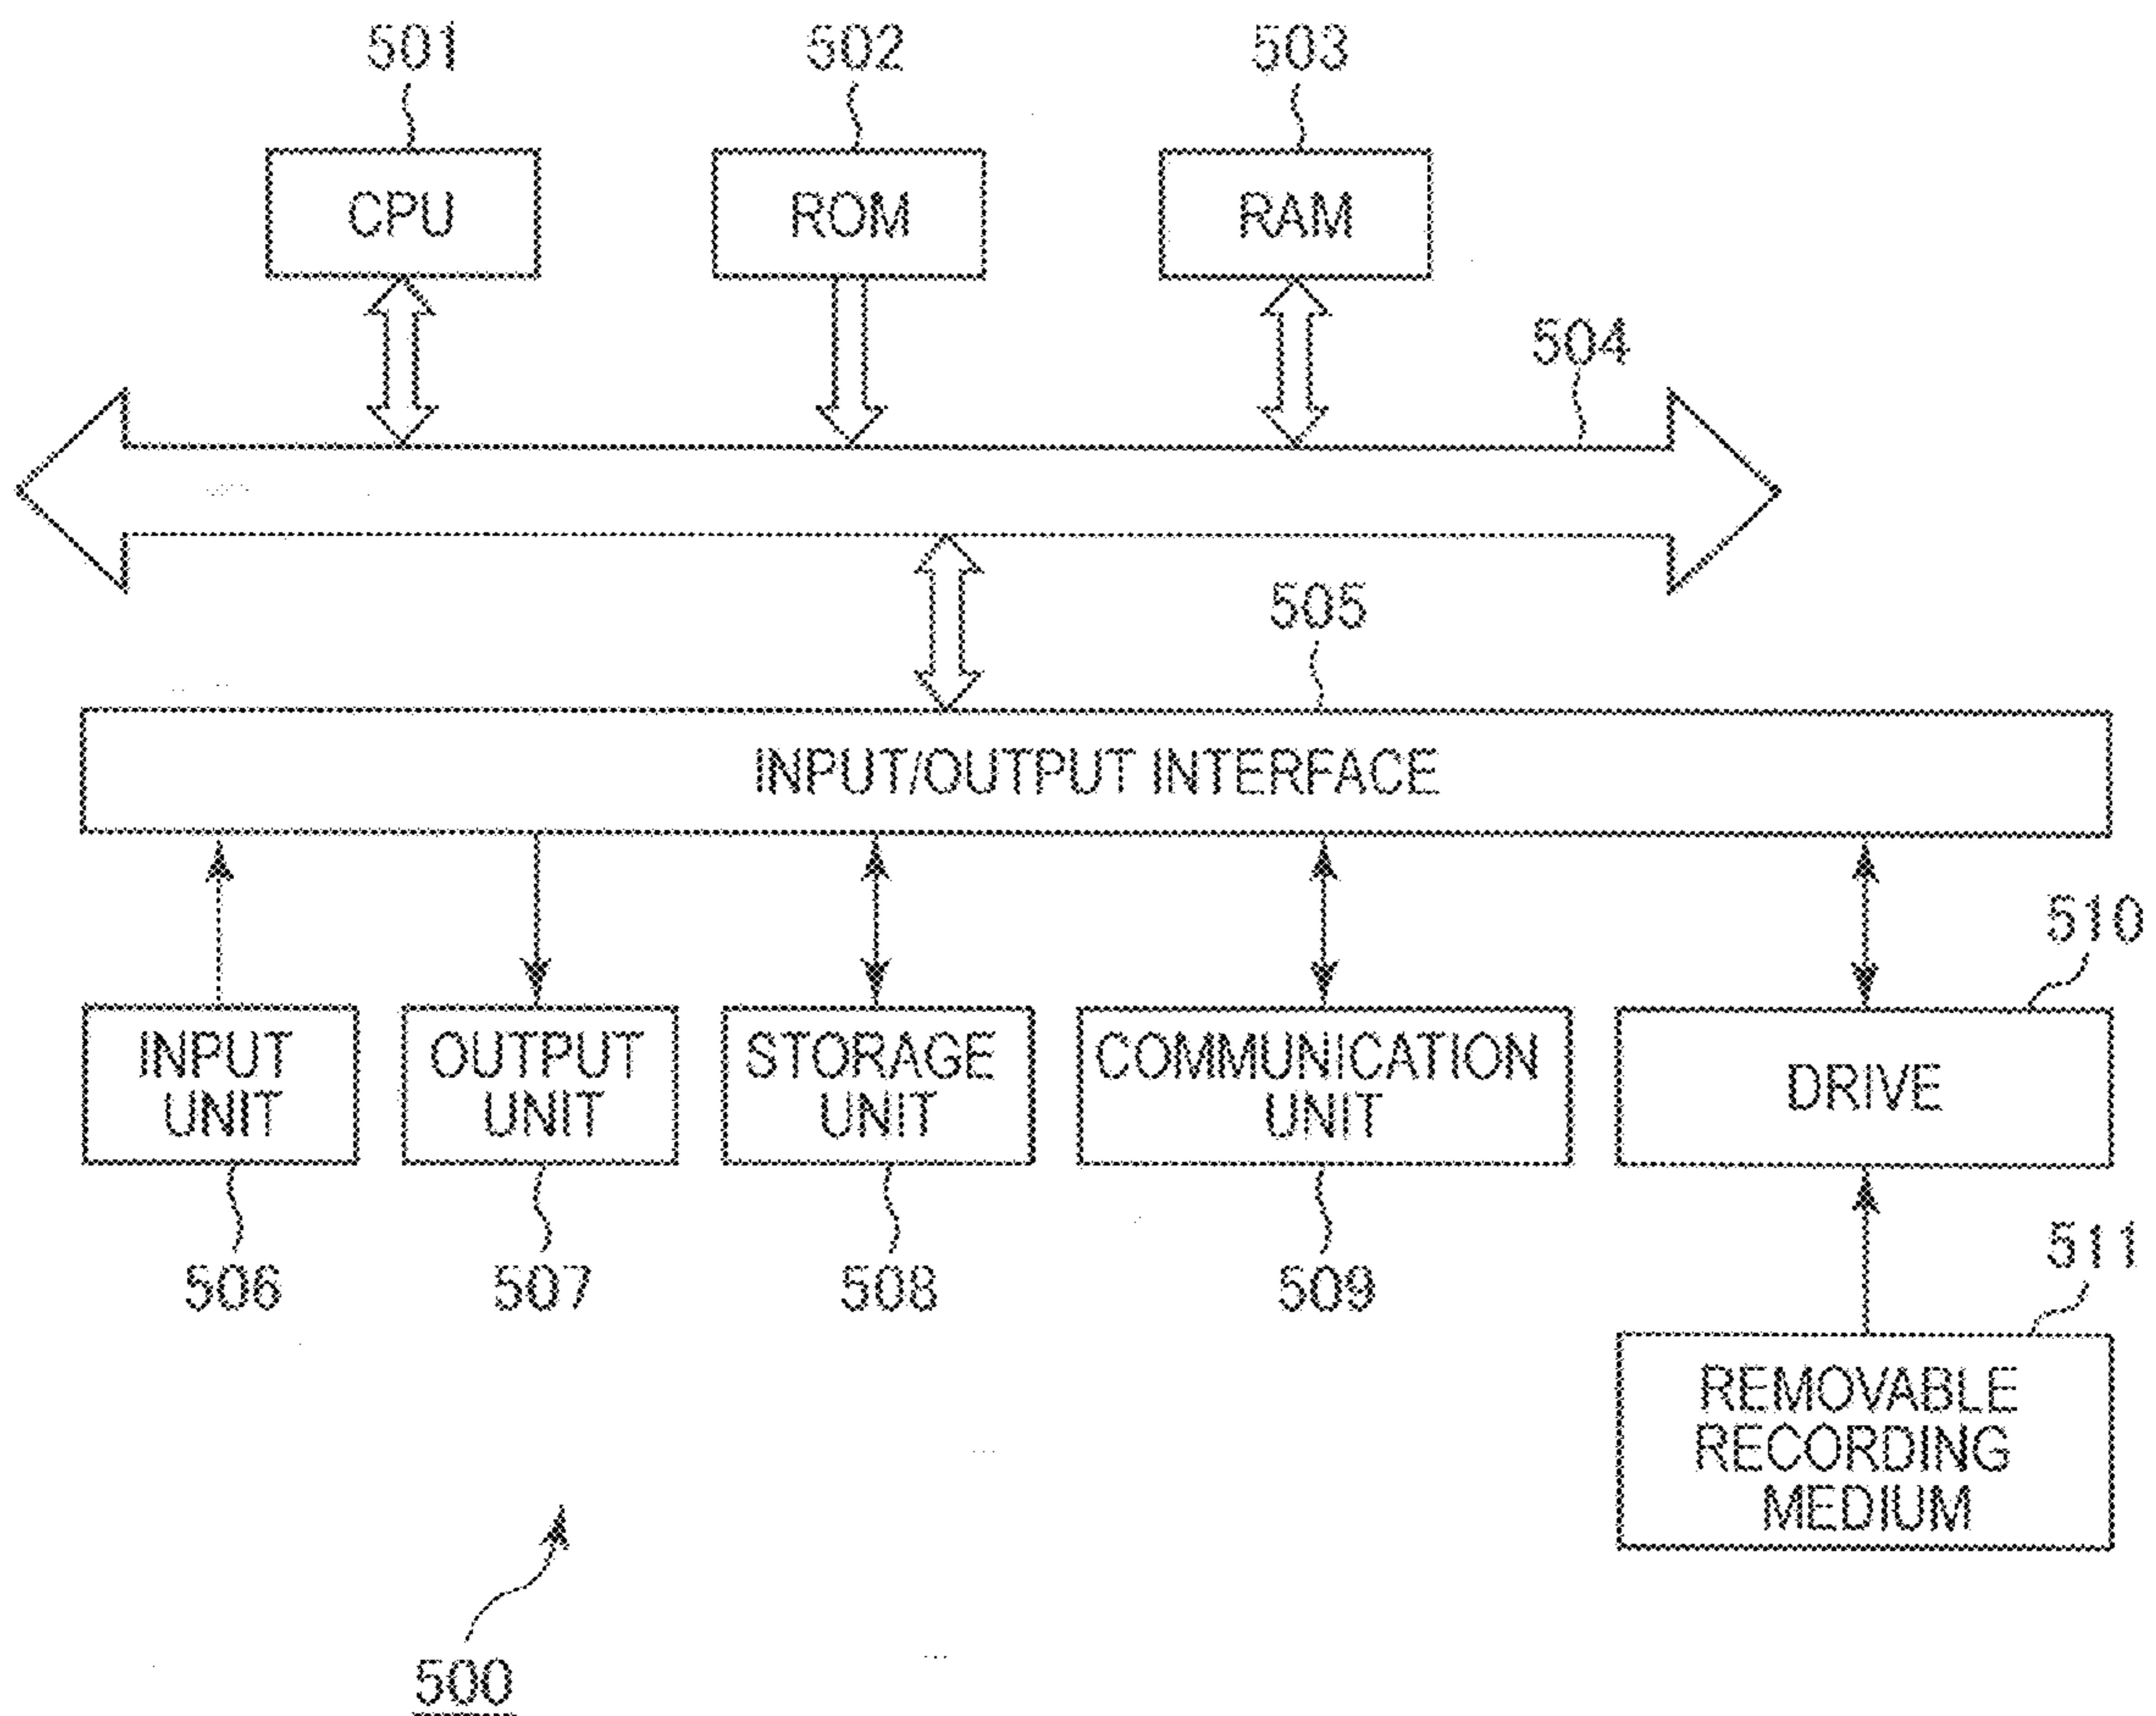 501
502
503
CPU
ROM
RAM
504
505
INPUT/OUTPUT INTERFACE
510
INPUT
UNIT
OUTPUT
UNIT
STORAGE
UNIT
COMMUNICATION
UNIT
DRIVE
506
507
508
509
511
REMOVABLE
RECORDING
MEDIUM
500